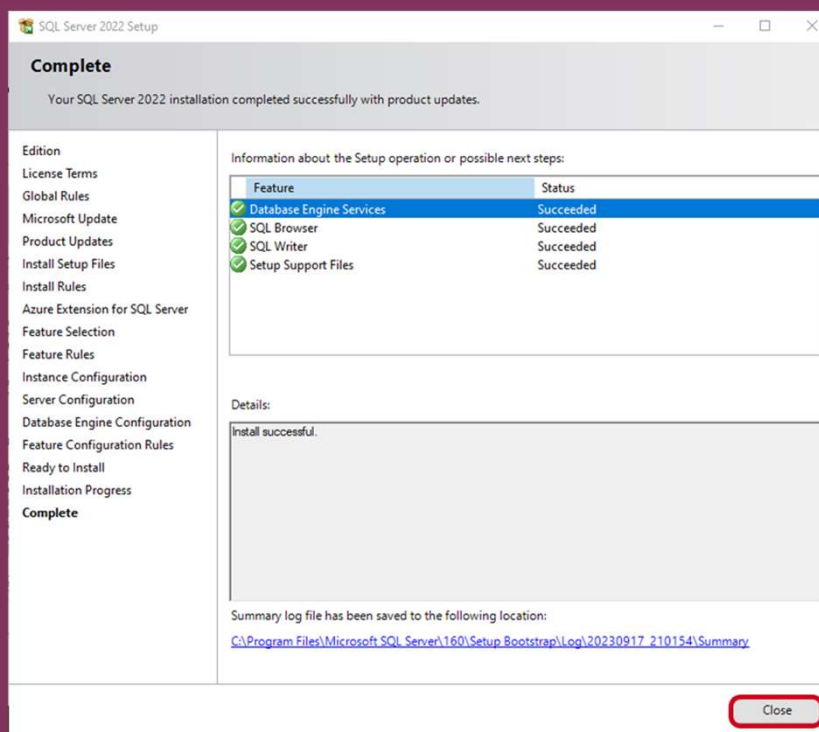 SQL Server 2022 Setup
Complete
Your SQL Server 2022 installation completed successfully with product updates.
Edition
License Terms
Global Rules
Microsoft Update
Product Updates
Install Setup Files
Install Rules
Azure Extension for SQL Server
Feature Selection
Feature Rules
Instance Configuration
Server Configuration
Database Engine Configuration
Feature Configuration Rules
Ready to Install
Installation Progress
Complete
Information about the Setup operation or possible next steps:
Feature Status
Database Engine Services Succeeded
SQL Browser Succeeded
SQL Writer Succeeded
Setup Support Files Succeeded
Details:
Install successful.
Summary log file has been saved to the following location:
C:\Program Files\Microsoft SQL Server\160\Setup Bootstrap\Log\20230917_210154\Summary
Close